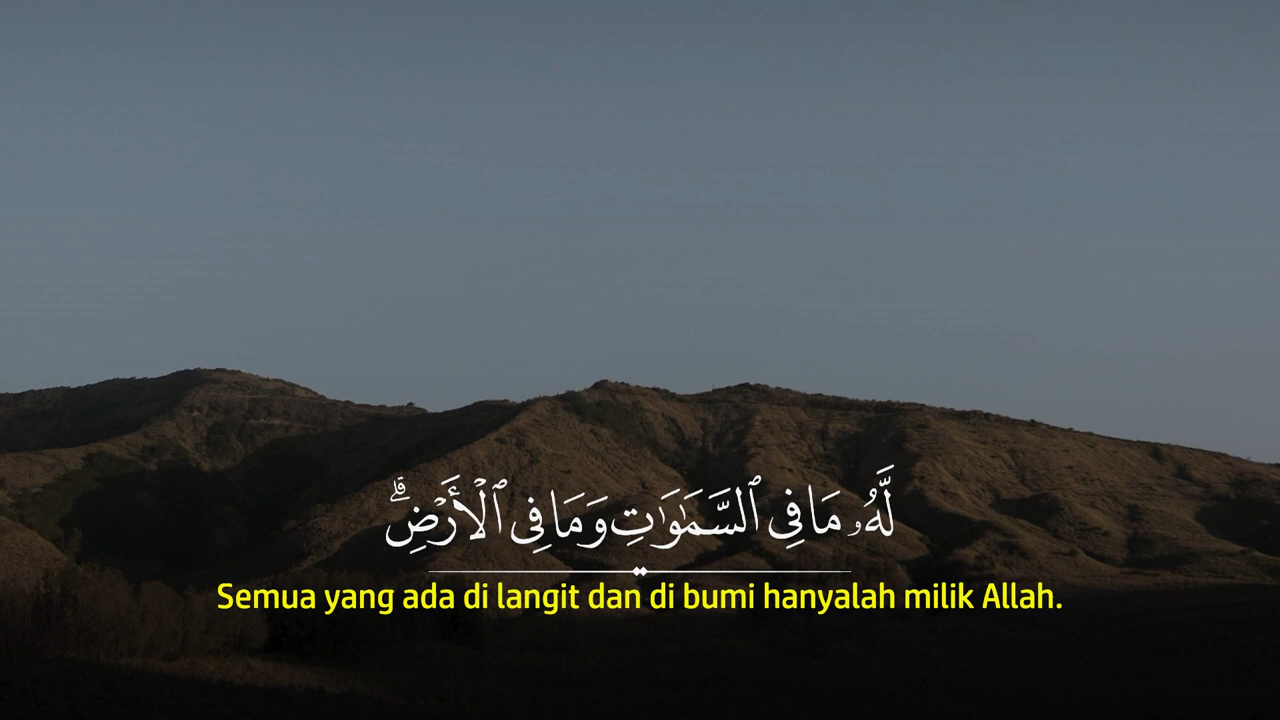 لَّهُۥ مَا فِى ٱلسَّمَـٰوَٰتِ وَمَا فِى ٱلْأَرْضِ ۗ
Semua yang ada di langit dan di bumi hanyalah milik Allah.